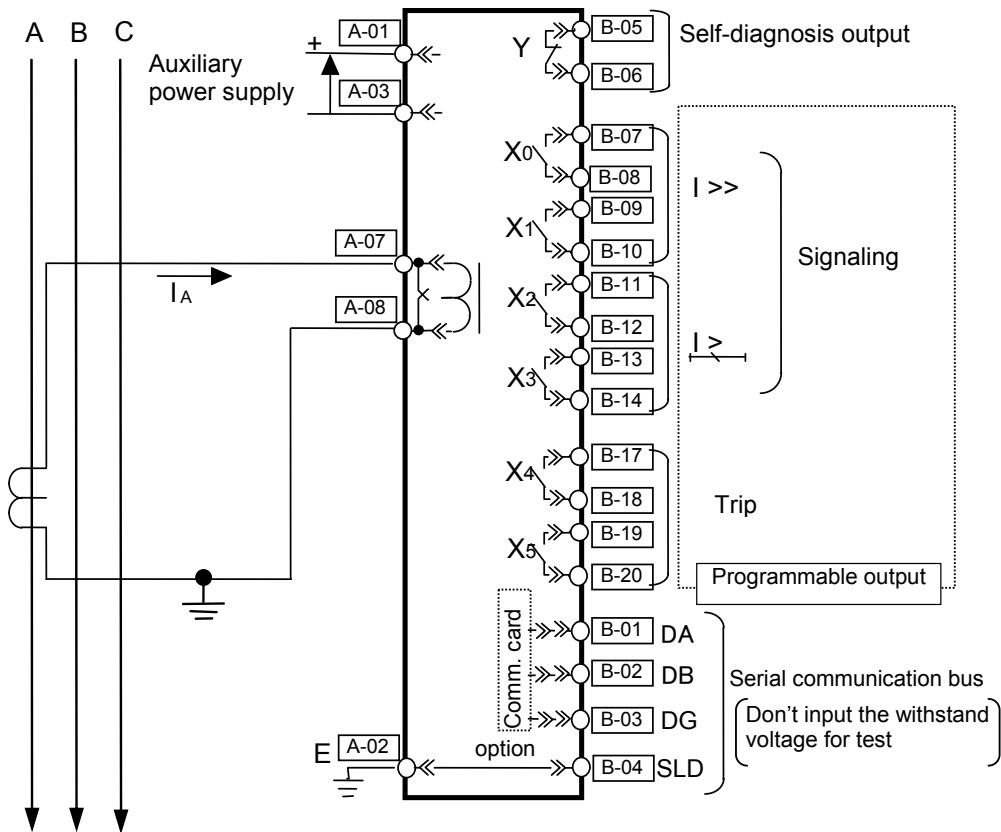 A B C
Auxiliary
power supply
+
A-01
A-03
A-07
IA
A-08
E
A-02
Y
B-05
B-06
Self-diagnosis output
X0
B-07
B-08
X1
B-09
B-10
X2
B-11
B-12
X3
B-13
B-14
X4
B-17
B-18
X5
B-19
B-20
I >>
I >
Signaling
Trip
Programmable output
Comm. card
B-01 DA
B-02 DB
B-03 DG
option
B-04 SLD
Serial communication bus
Don’t input the withstand
voltage for test